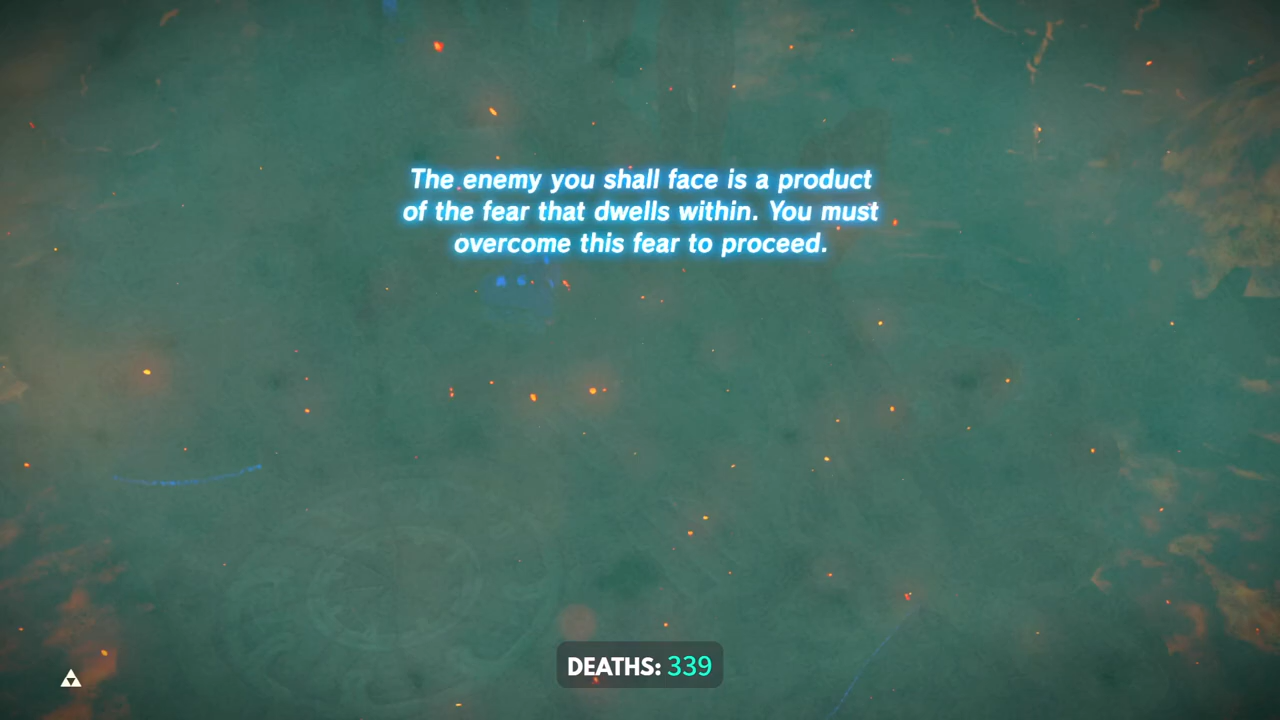 The enemy you shall face is a product
of the fear that dwells within. You must
overcome this fear to proceed.
DEATHS: 339